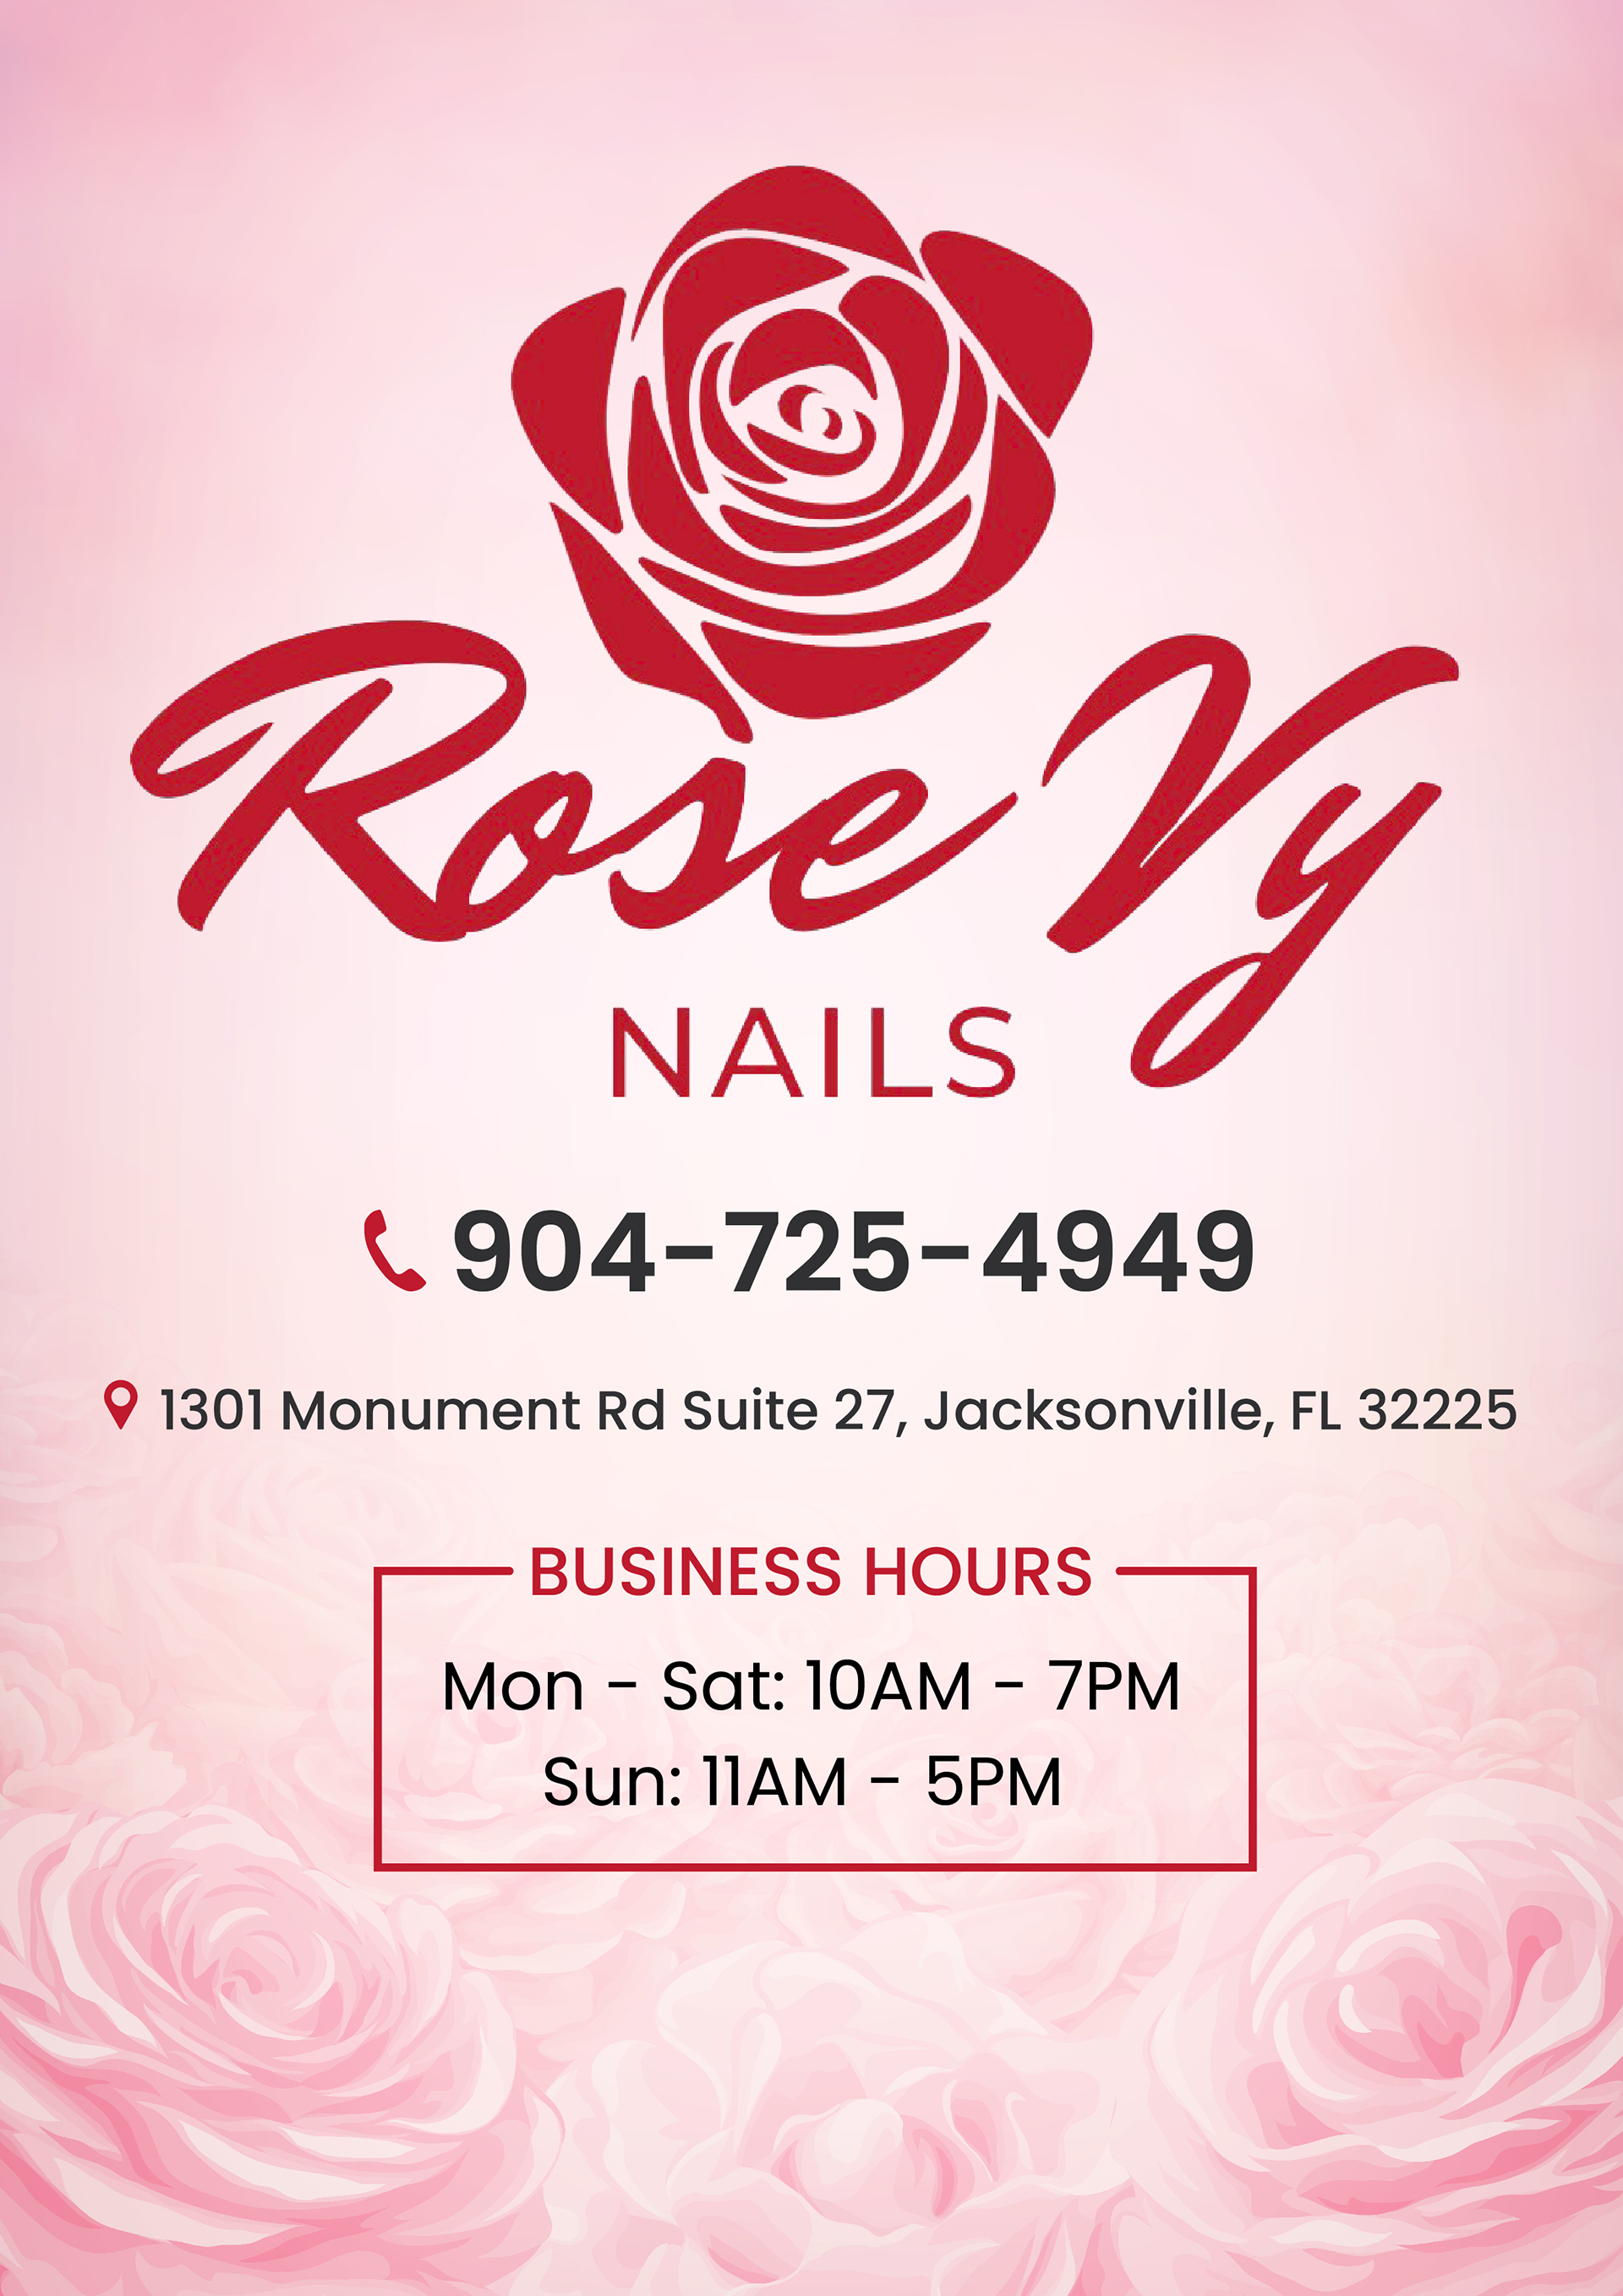 Rose Vy
NAILS
904-725-4949
1301 Monument Rd Suite 27, Jacksonville, FL 32225
BUSINESS HOURS
Mon - Sat: 10AM - 7PM
Sun: 11AM - 5PM